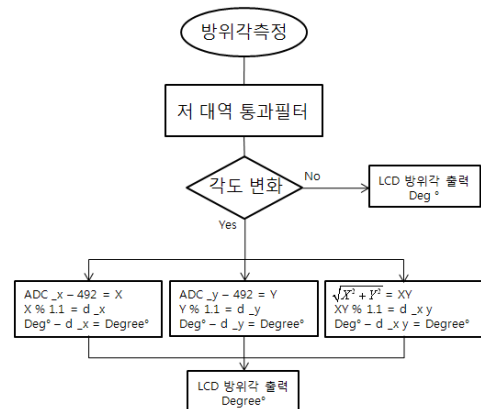 방위각측정
저 대역 통과필터
각도 변화
No
LCD 방위각 출력
Deg °
Yes
ADC _x – 492 = X
X % 1.1 = d _x
Deg° – d _x = Degree°
ADC _y – 492 = Y
Y % 1.1 = d _y
Deg° – d _y = Degree°
√X² + Y² = XY
XY % 1.1 = d _x y
Deg° – d _x y = Degree°
LCD 방위각 출력
Degree°